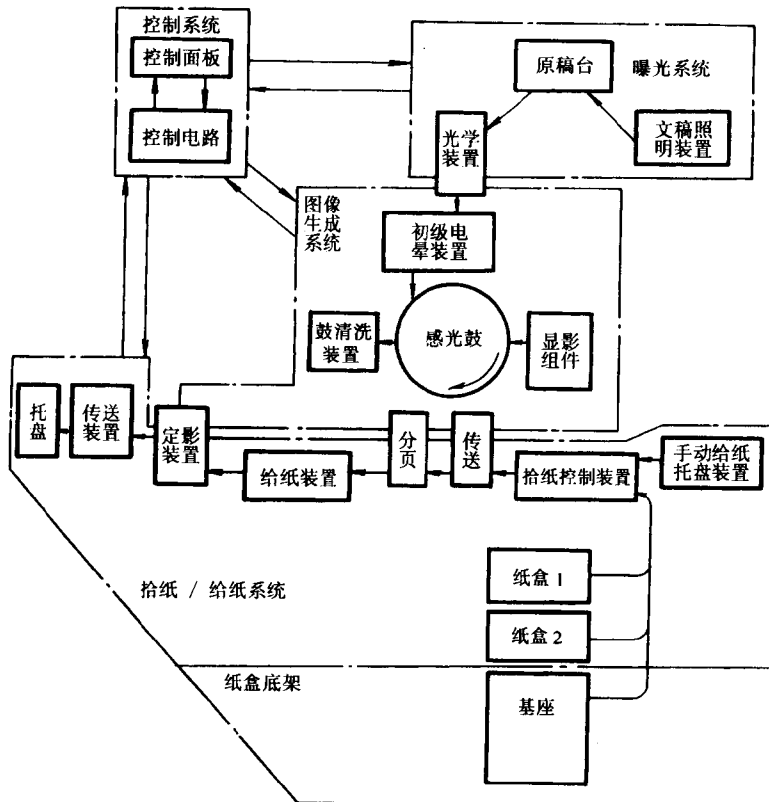 控制系统
控制面板
控制电路
原稿台
曝光系统
文稿照
明装置
光学
装置
图像
生成
系统
初级电
晕装置
鼓清洗
装置
感光鼓
显影
组件
托
盘
传送
装置
定影
装置
分
页
传
送
给纸装置
拾纸控制装置
手动给纸
托盘装置
纸盒 1
拾纸 / 给纸系统
纸盒 2
纸盒底架
基座